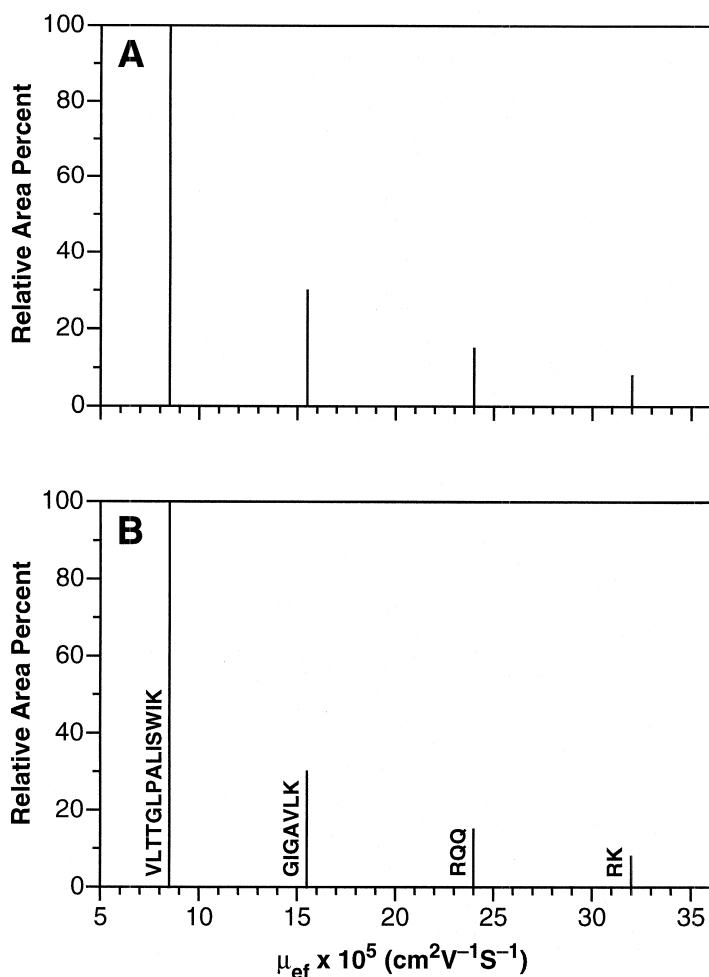 A
Relative Area Percent
100
80
60
40
20
0
B
Relative Area Percent
100
80
60
40
20
0
VLTTGLPALISWIK
GIGAVLK
RQQ
RK
5 10 15 20 25 30 35
μef x 10⁵ (cm²V⁻¹S⁻¹)